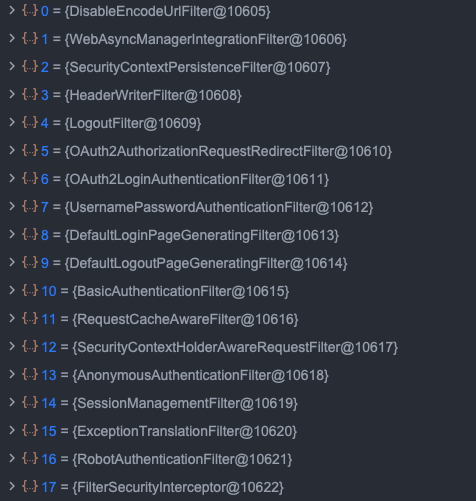 > {...} 0 = {DisableEncodeUrlFilter@10605}
> {...} 1 = {WebAsyncManagerIntegrationFilter@10606}
> {...} 2 = {SecurityContextPersistenceFilter@10607}
> {...} 3 = {HeaderWriterFilter@10608}
> {...} 4 = {LogoutFilter@10609}
> {...} 5 = {OAuth2AuthorizationRequestRedirectFilter@10610}
> {...} 6 = {OAuth2LoginAuthenticationFilter@10611}
> {...} 7 = {UsernamePasswordAuthenticationFilter@10612}
> {...} 8 = {DefaultLoginPageGeneratingFilter@10613}
> {...} 9 = {DefaultLogoutPageGeneratingFilter@10614}
> {...} 10 = {BasicAuthenticationFilter@10615}
> {...} 11 = {RequestCacheAwareFilter@10616}
> {...} 12 = {SecurityContextHolderAwareRequestFilter@10617}
> {...} 13 = {AnonymousAuthenticationFilter@10618}
> {...} 14 = {SessionManagementFilter@10619}
> {...} 15 = {ExceptionTranslationFilter@10620}
> {...} 16 = {RobotAuthenticationFilter@10621}
> {...} 17 = {FilterSecurityInterceptor@10622}